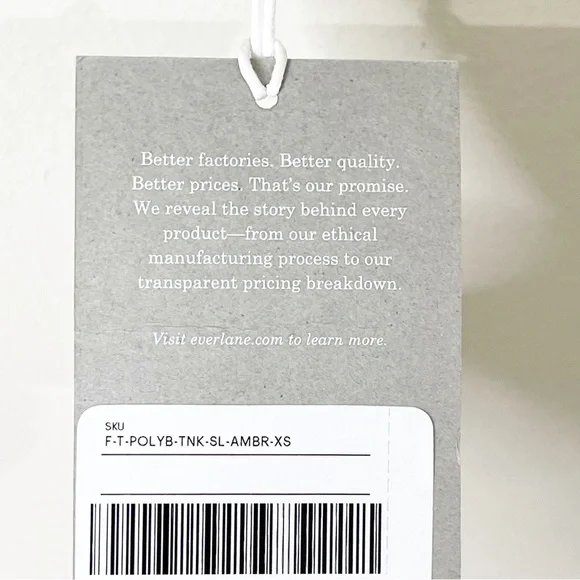 Better factories. Better quality.
Better prices. That's our promise.
We reveal the story behind every
product—from our ethical
manufacturing process to our
transparent pricing breakdown.
Visit everlane.com to learn more.
SKU
F-T-POLYB-TNK-SL-AMBR-XS